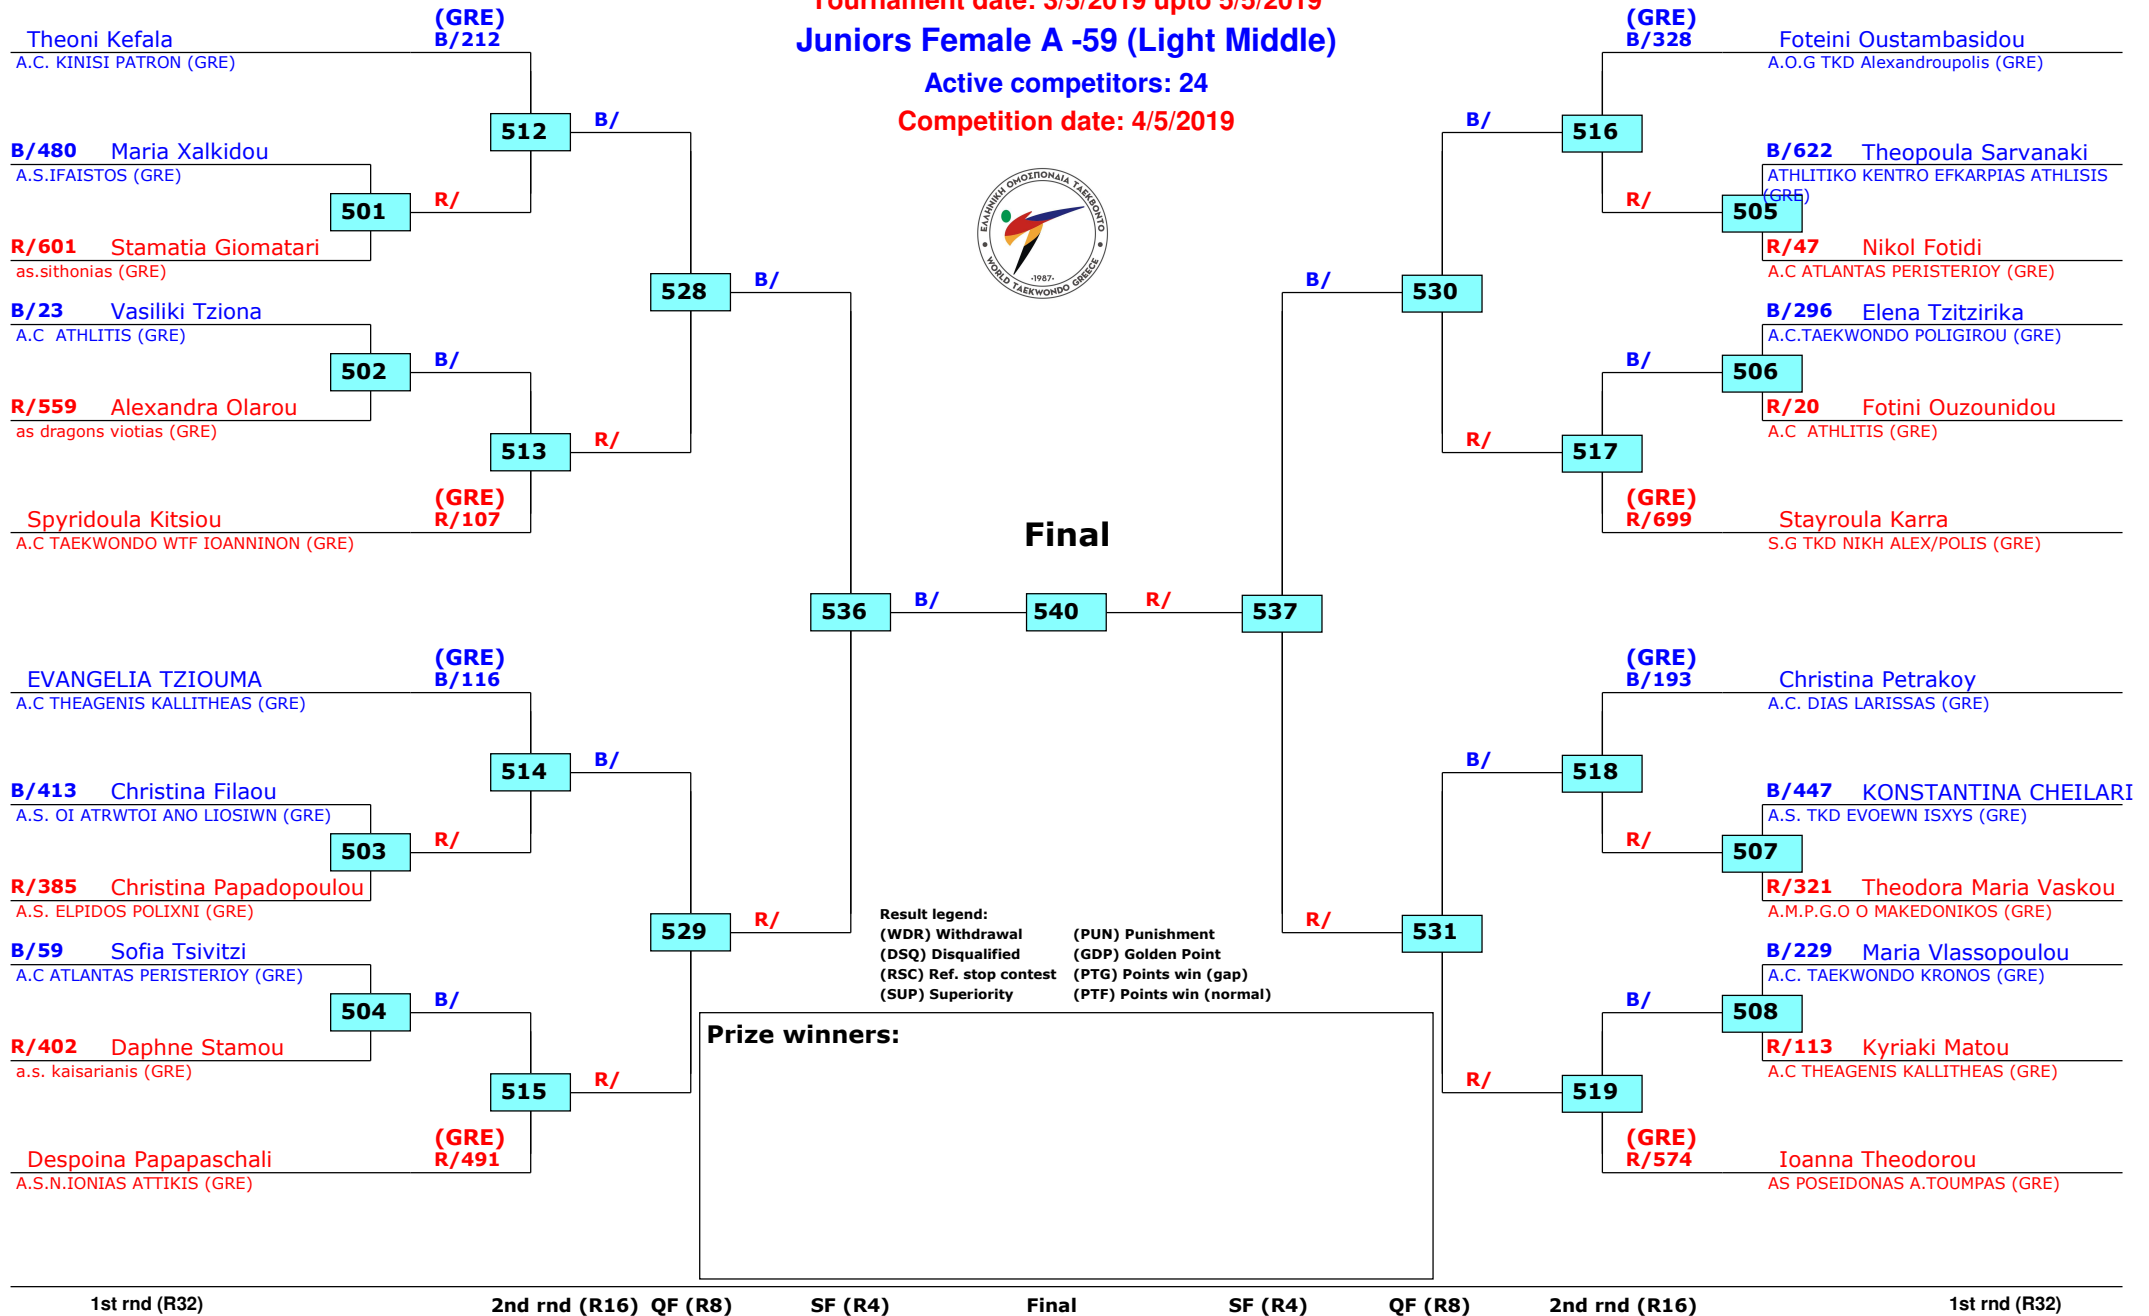 Tournament date: 3/5/2019 upto 5/5/2019
Juniors Female A -59 (Light Middle)
Active competitors: 24
Competition date: 4/5/2019
ΕΛΛΗΝΙΚΗ ΟΜΟΣΠΟΝΔΙΑ ΤΑΕΚΒΟΝΤΟ
·1987·
WORLD TAEKWONDO GREECE
(GRE)
Theoni Kefala B/212
A.C. KINISI PATRON (GRE)
512 B/
B/480 Maria Xalkidou
A.S.IFAISTOS (GRE)
501 R/
R/601 Stamatia Giomatari
as.sithonias (GRE)
528 B/
B/23 Vasiliki Tziona
A.C ATHLITIS (GRE)
502 B/
R/559 Alexandra Olarou
as dragons viotias (GRE)
513 R/
(GRE)
Spyridoula Kitsiou R/107
A.C TAEKWONDO WTF IOANNINON (GRE)
536 B/
(GRE)
EVANGELIA TZIOUMA B/116
A.C THEAGENIS KALLITHEAS (GRE)
514 B/
B/413 Christina Filaou
A.S. OI ATRWTOI ANO LIOSIWN (GRE)
503 R/
R/385 Christina Papadopoulou
A.S. ELPIDOS POLIXNI (GRE)
529 R/
B/59 Sofia Tsivitzi
A.C ATLANTAS PERISTERIOY (GRE)
504 B/
R/402 Daphne Stamou
a.s. kaisarianis (GRE)
515 R/
(GRE)
Despoina Papapaschali R/491
A.S.N.IONIAS ATTIKIS (GRE)
Final
540
(GRE)
B/328 Foteini Oustambasidou
A.O.G TKD Alexandroupolis (GRE)
B/ 516
B/622 Theopoula Sarvanaki
ATHLITIKO KENTRO EFKARPIAS ATHLISIS
(GRE)
R/ 505
R/47 Nikol Fotidi
A.C ATLANTAS PERISTERIOY (GRE)
B/ 530
B/296 Elena Tzitzirika
A.C.TAEKWONDO POLIGIROU (GRE)
B/ 506
R/20 Fotini Ouzounidou
A.C ATHLITIS (GRE)
R/ 517
(GRE)
R/699 Stayroula Karra
S.G TKD NIKH ALEX/POLIS (GRE)
R/ 537
(GRE)
B/193 Christina Petrakoy
A.C. DIAS LARISSAS (GRE)
B/ 518
B/447 KONSTANTINA CHEILARI
A.S. TKD EVOEWN ISXYS (GRE)
R/ 507
R/321 Theodora Maria Vaskou
A.M.P.G.O O MAKEDONIKOS (GRE)
R/ 531
B/229 Maria Vlassopoulou
A.C. TAEKWONDO KRONOS (GRE)
B/ 508
R/113 Kyriaki Matou
A.C THEAGENIS KALLITHEAS (GRE)
R/ 519
(GRE)
R/574 Ioanna Theodorou
AS POSEIDONAS A.TOUMPAS (GRE)
Result legend:
(WDR) Withdrawal (PUN) Punishment
(DSQ) Disqualified (GDP) Golden Point
(RSC) Ref. stop contest (PTG) Points win (gap)
(SUP) Superiority (PTF) Points win (normal)
Prize winners:
1st rnd (R32) 2nd rnd (R16) QF (R8) SF (R4) Final SF (R4) QF (R8) 2nd rnd (R16) 1st rnd (R32)